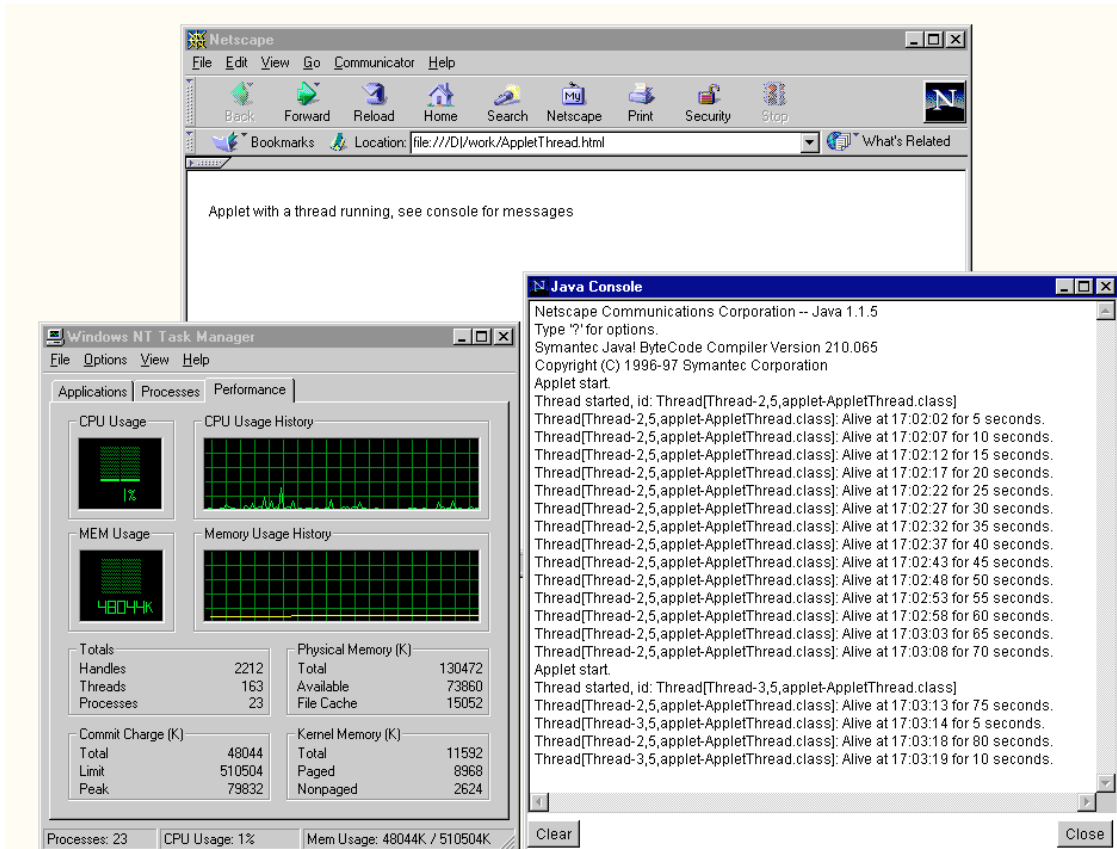 Netscape
File Edit View Go Communicator Help
Back Forward Reload Home Search Netscape Print Security Stop
My
N
Bookmarks Location: file:///D|/work/AppletThread.html What's Related
Applet with a thread running, see console for messages
Windows NT Task Manager
File Options View Help
Applications Processes Performance
CPU Usage CPU Usage History
1%
MEM Usage Memory Usage History
48044K
Totals
Handles 2212
Threads 163
Processes 23
Physical Memory (K)
Total 130472
Available 73860
File Cache 15052
Commit Charge (K)
Total 48044
Limit 510504
Peak 79832
Kernel Memory (K)
Total 11592
Paged 8968
Nonpaged 2624
Processes: 23 CPU Usage: 1% Mem Usage: 48044K / 510504K
N Java Console
Netscape Communications Corporation -- Java 1.1.5
Type '?' for options.
Symantec Java! ByteCode Compiler Version 210.065
Copyright (C) 1996-97 Symantec Corporation
Applet start.
Thread started, id: Thread[Thread-2,5,applet-AppletThread.class]
Thread[Thread-2,5,applet-AppletThread.class]: Alive at 17:02:02 for 5 seconds.
Thread[Thread-2,5,applet-AppletThread.class]: Alive at 17:02:07 for 10 seconds.
Thread[Thread-2,5,applet-AppletThread.class]: Alive at 17:02:12 for 15 seconds.
Thread[Thread-2,5,applet-AppletThread.class]: Alive at 17:02:17 for 20 seconds.
Thread[Thread-2,5,applet-AppletThread.class]: Alive at 17:02:22 for 25 seconds.
Thread[Thread-2,5,applet-AppletThread.class]: Alive at 17:02:27 for 30 seconds.
Thread[Thread-2,5,applet-AppletThread.class]: Alive at 17:02:32 for 35 seconds.
Thread[Thread-2,5,applet-AppletThread.class]: Alive at 17:02:37 for 40 seconds.
Thread[Thread-2,5,applet-AppletThread.class]: Alive at 17:02:43 for 45 seconds.
Thread[Thread-2,5,applet-AppletThread.class]: Alive at 17:02:48 for 50 seconds.
Thread[Thread-2,5,applet-AppletThread.class]: Alive at 17:02:53 for 55 seconds.
Thread[Thread-2,5,applet-AppletThread.class]: Alive at 17:02:58 for 60 seconds.
Thread[Thread-2,5,applet-AppletThread.class]: Alive at 17:03:03 for 65 seconds.
Thread[Thread-2,5,applet-AppletThread.class]: Alive at 17:03:08 for 70 seconds.
Applet start.
Thread started, id: Thread[Thread-3,5,applet-AppletThread.class]
Thread[Thread-2,5,applet-AppletThread.class]: Alive at 17:03:13 for 75 seconds.
Thread[Thread-3,5,applet-AppletThread.class]: Alive at 17:03:14 for 5 seconds.
Thread[Thread-2,5,applet-AppletThread.class]: Alive at 17:03:18 for 80 seconds.
Thread[Thread-3,5,applet-AppletThread.class]: Alive at 17:03:19 for 10 seconds.
Clear Close